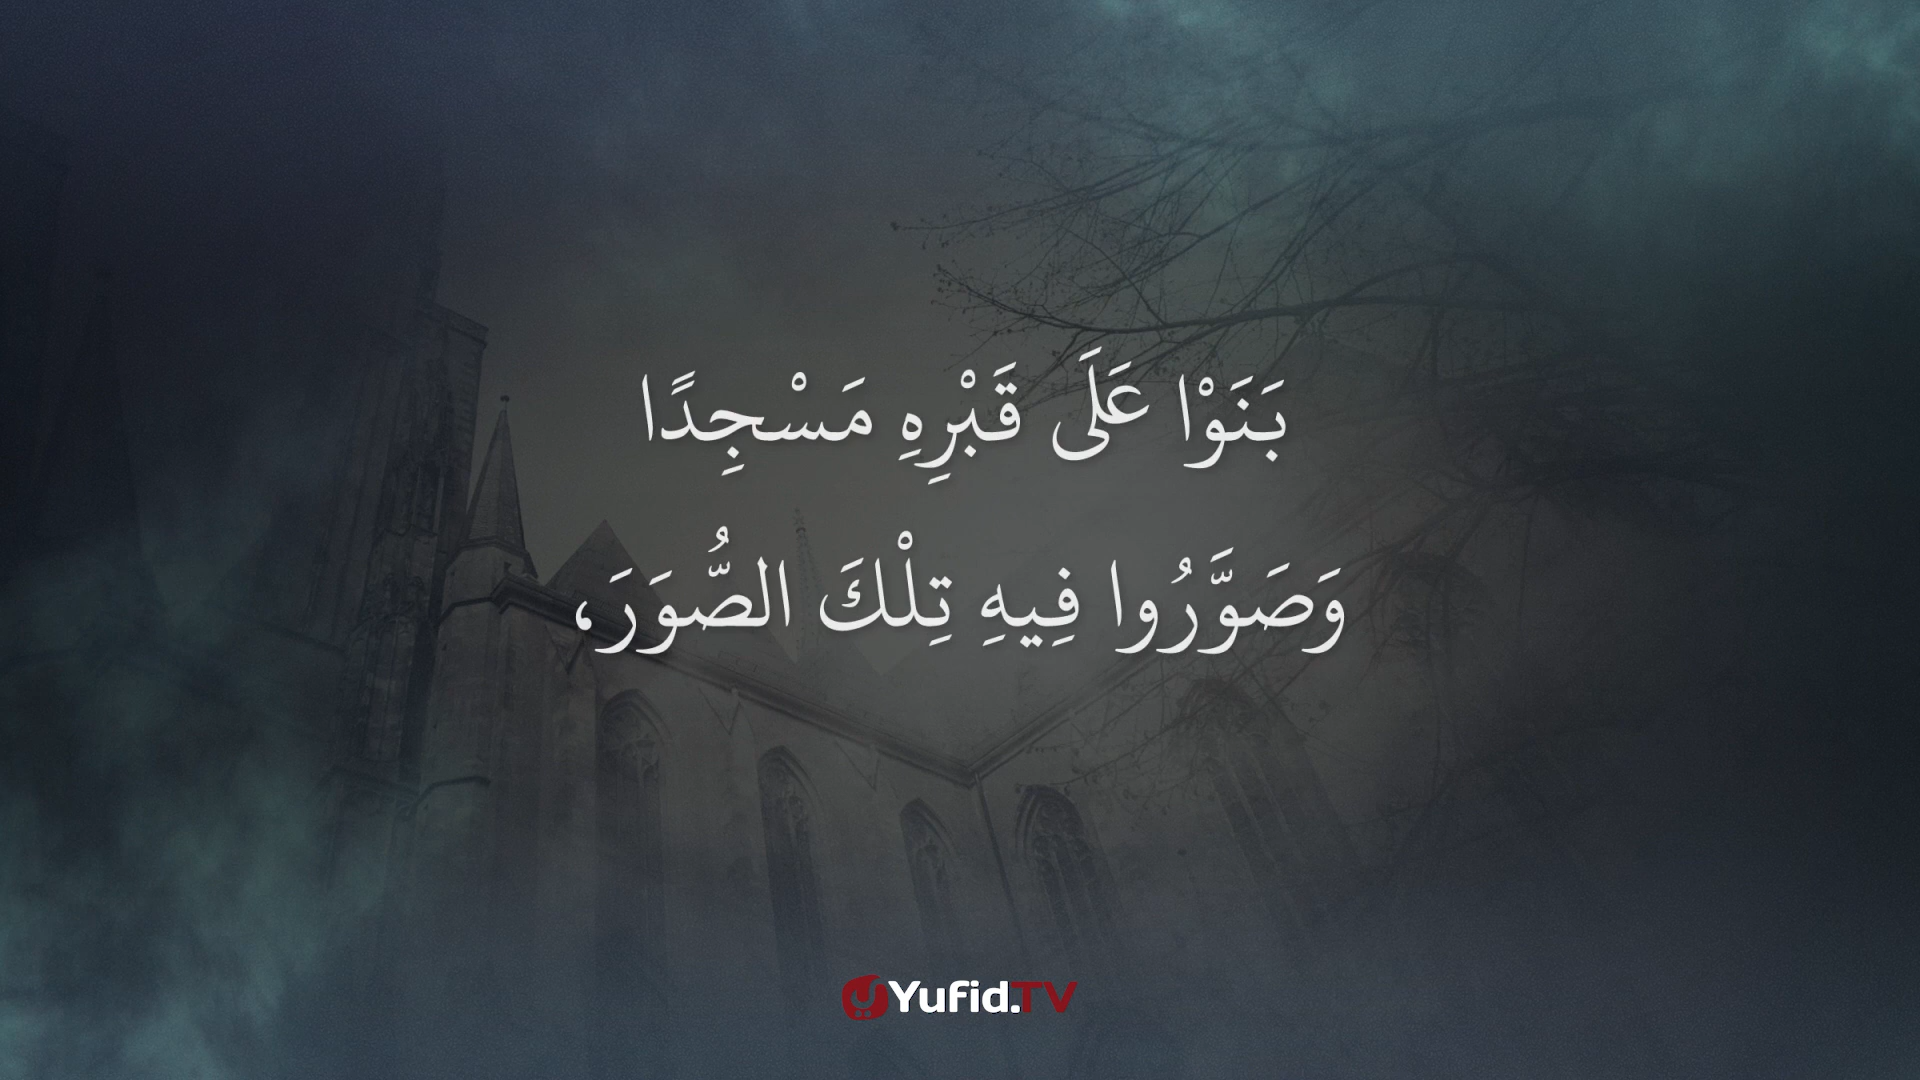 بَنَوْا عَلَى قَبْرِهِ مَسْجِدًا
وَصَوَّرُوا فِيهِ تِلْكَ الصُّوَرَ،
Yufid.TV